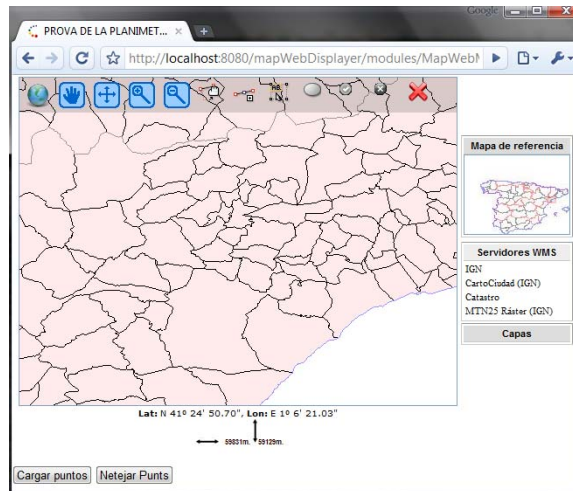 Google
PROVA DE LA PLANIMET...
http://localhost:8080/mapWebDisplayer/modules/MapWebM
Mapa de referencia
Servidores WMS
IGN
CartoCiudad (IGN)
Catastro
MTN25 Ráster (IGN)
Capas
Lat: N 41º 24' 50.70", Lon: E 1º 6' 21.03"
59831m. 59129m.
Cargar puntos Netejar Punts